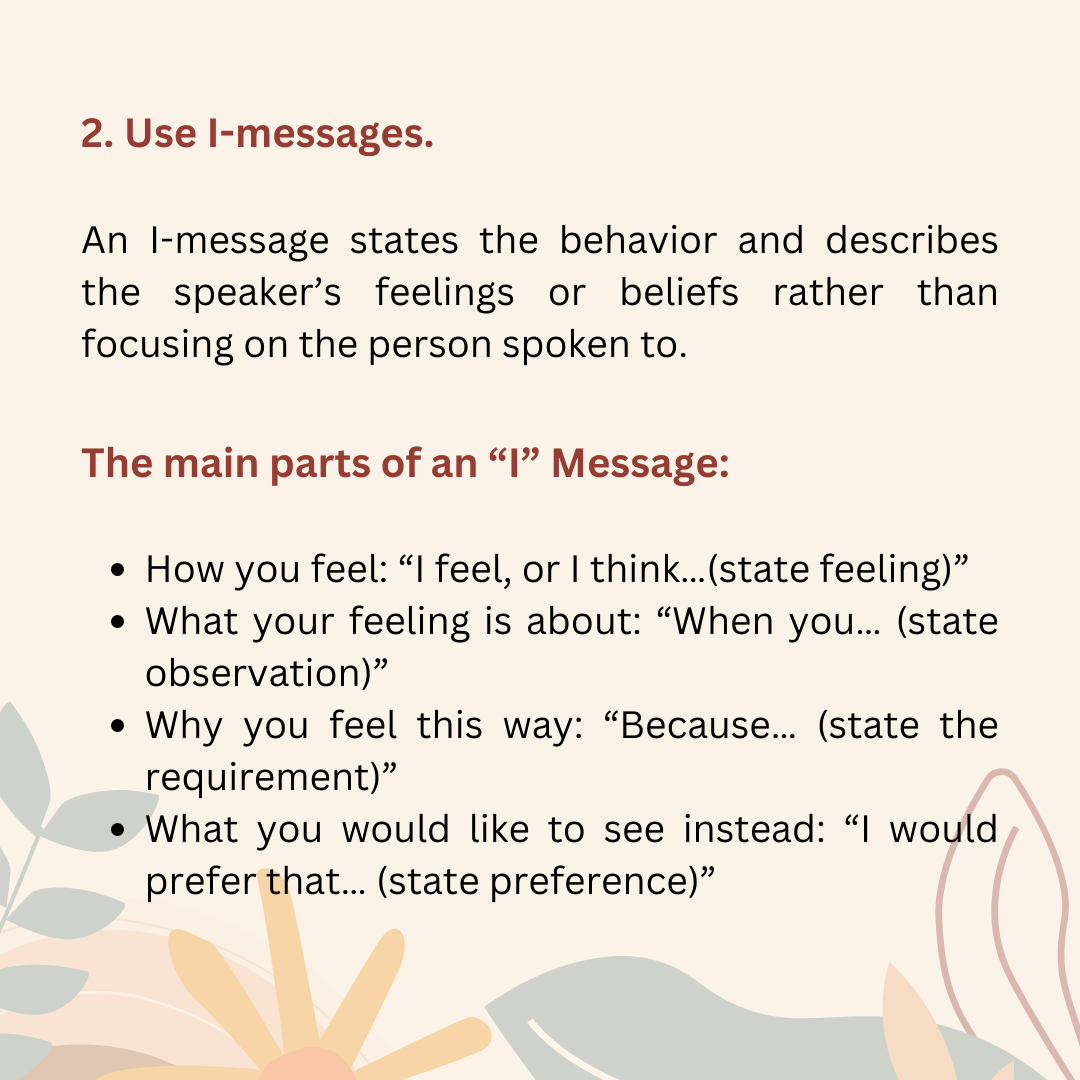 2. Use I-messages.
An I-message states the behavior and describes
the speaker’s feelings or beliefs rather than
focusing on the person spoken to.
The main parts of an “I” Message:
• How you feel: “I feel, or I think...(state feeling)”
• What your feeling is about: “When you... (state
observation)”
• Why you feel this way: “Because... (state the
requirement)”
• What you would like to see instead: “I would
prefer that... (state preference)”